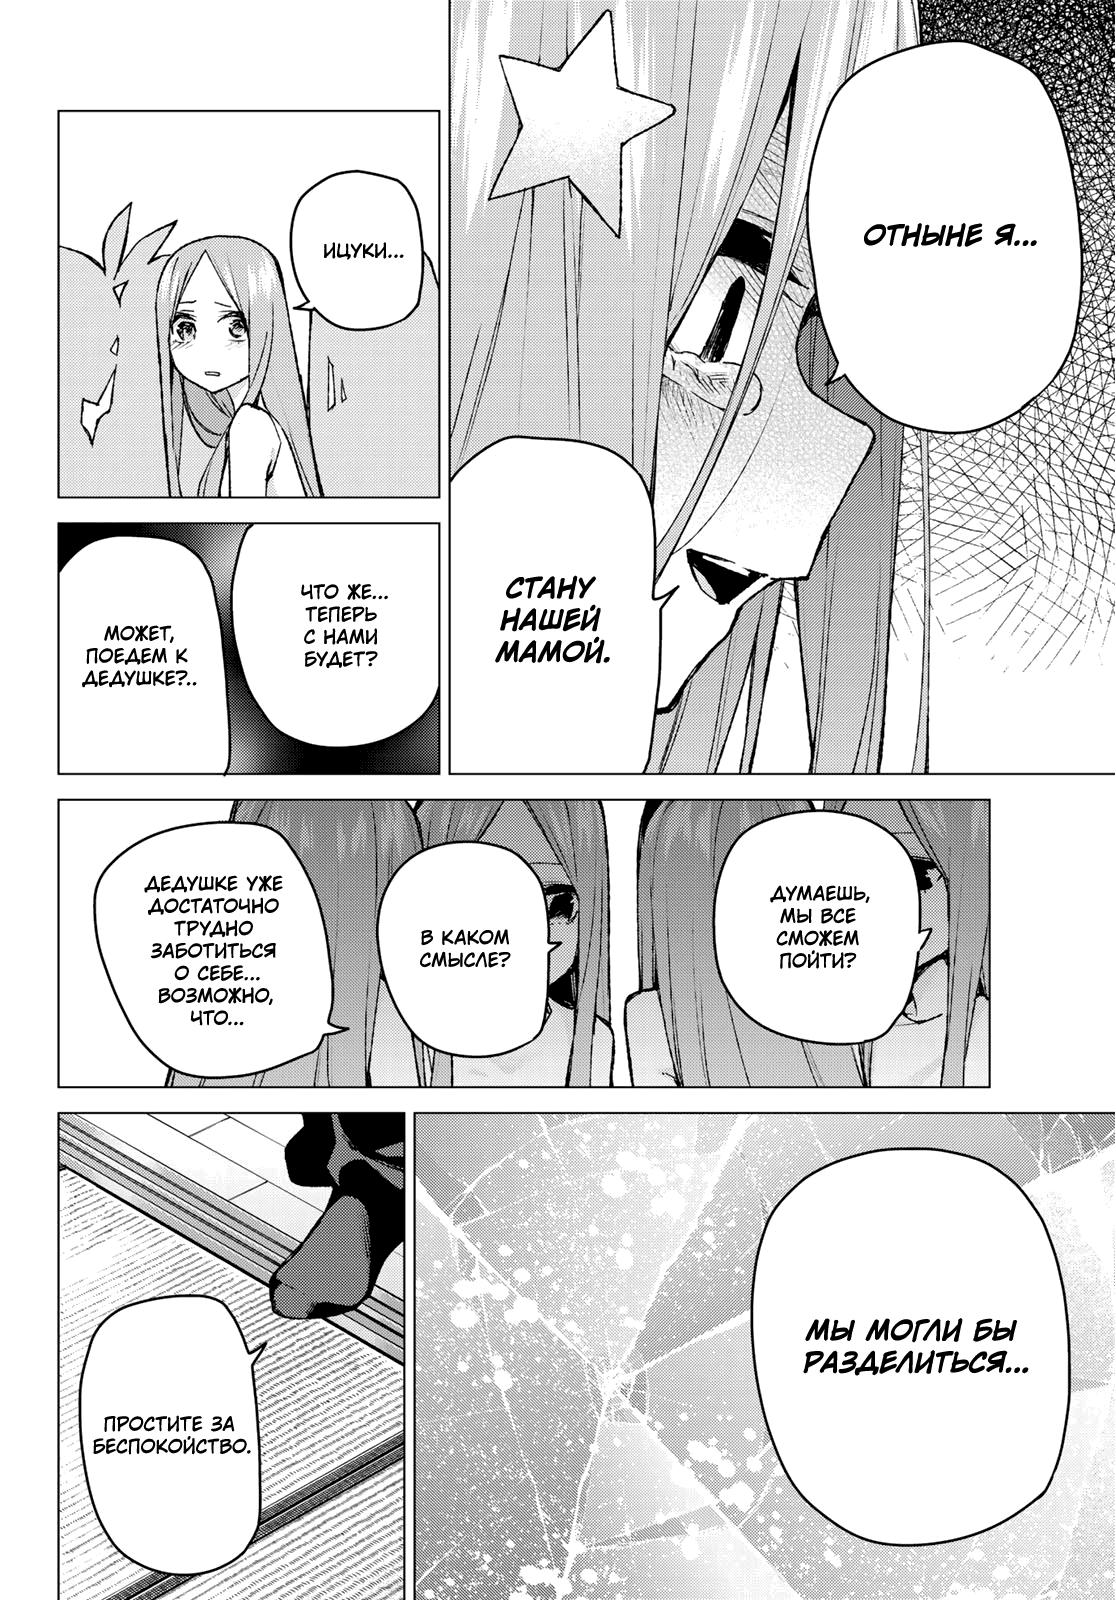 ОТНЫНЕ Я...
СТАНУ
НАШЕЙ
МАМОЙ.
ИЦУКИ...
ЧТО ЖЕ...
ТЕПЕРЬ
С НАМИ
БУДЕТ?
МОЖЕТ,
ПОЕДЕМ К
ДЕДУШКЕ?..
ДУМАЕШЬ,
МЫ ВСЕ
СМОЖЕМ
ПОЙТИ?
В КАКОМ
СМЫСЛЕ?
ДЕДУШКЕ УЖЕ
ДОСТАТОЧНО
ТРУДНО
ЗАБОТИТЬСЯ
О СЕБЕ...
ВОЗМОЖНО,
ЧТО...
МЫ МОГЛИ БЫ
РАЗДЕЛИТЬСЯ...
ПРОСТИТЕ ЗА
БЕСПОКОЙСТВО.